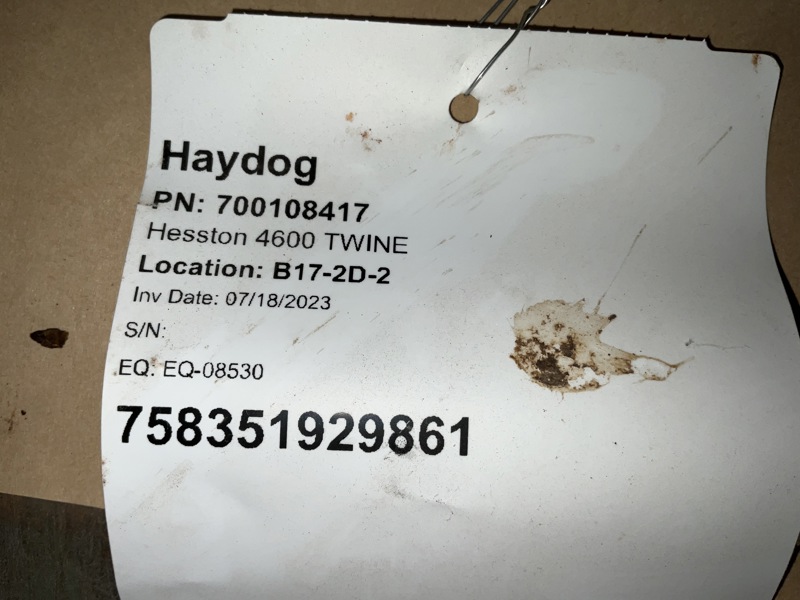 Haydog
PN: 700108417
Hesston 4600 TWINE
Location: B17-2D-2
Inv Date: 07/18/2023
S/N:
EQ: EQ-08530
758351929861